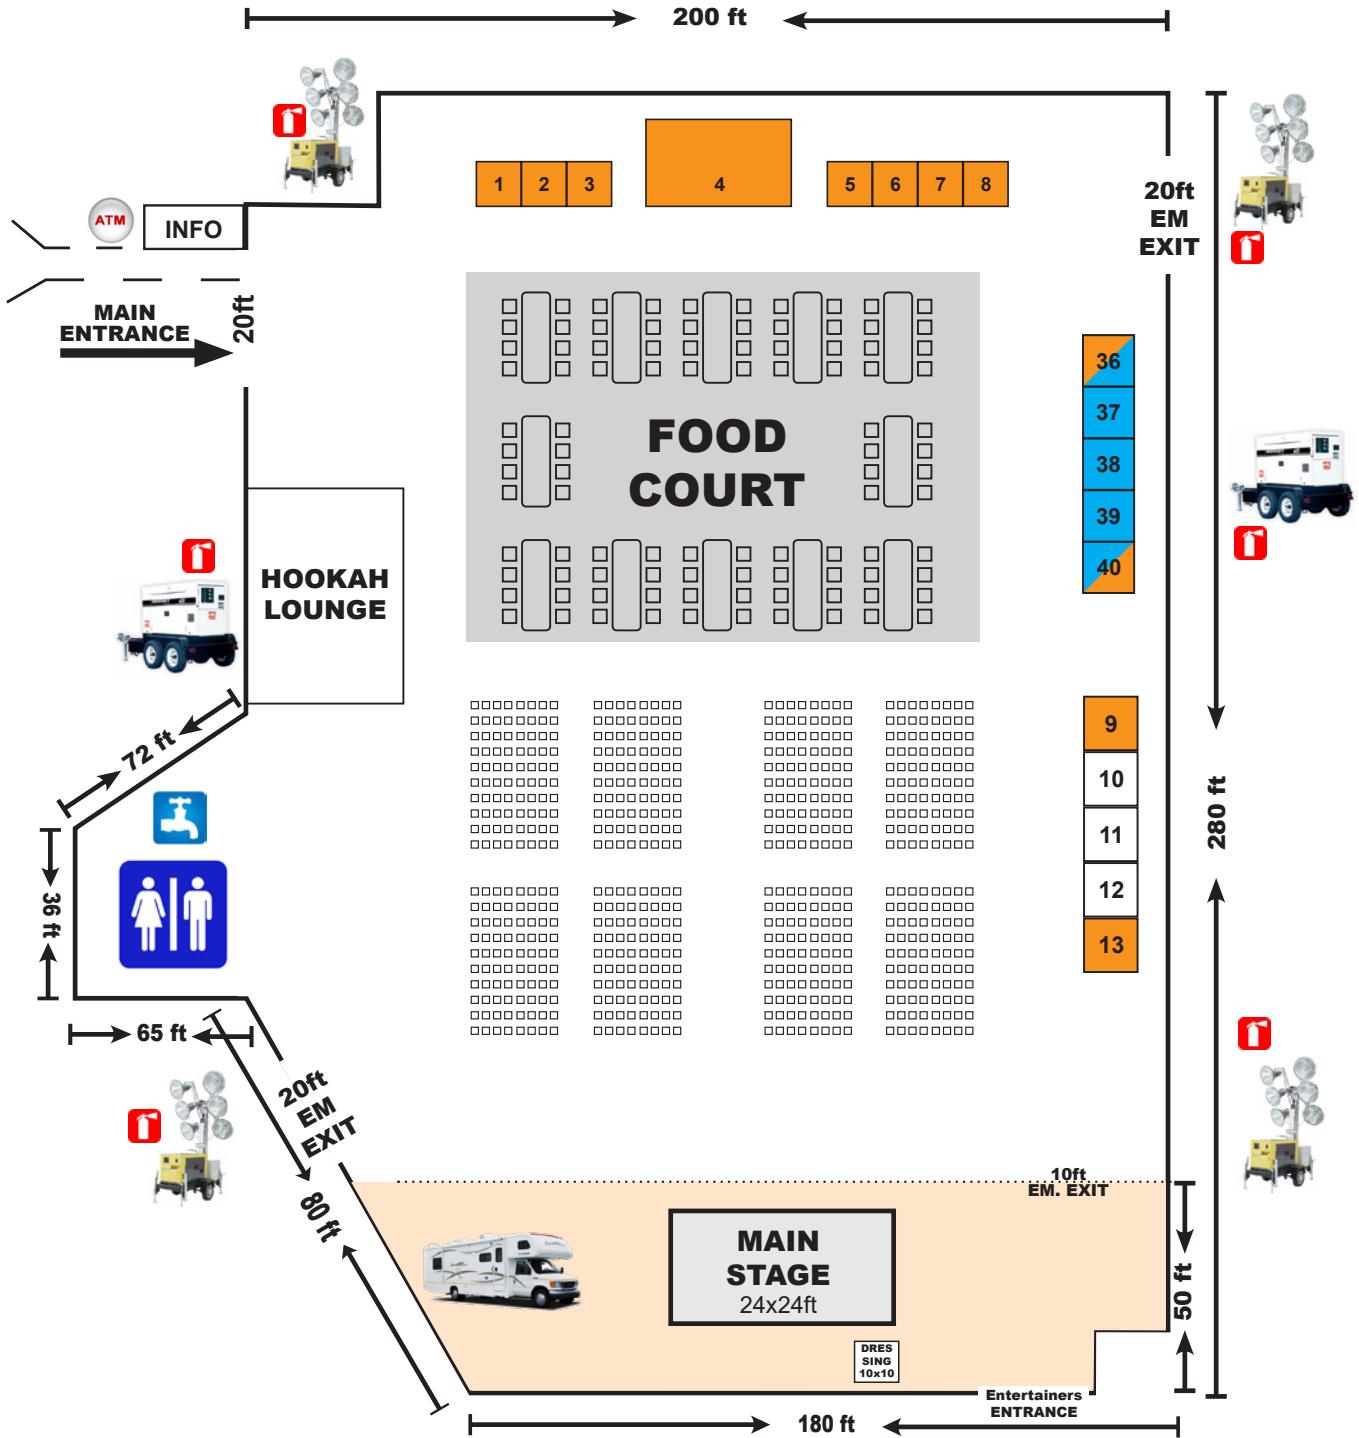 200 ft
ATM
INFO
MAIN
ENTRANCE
20ft
1
2
3
4
5
6
7
8
20ft
EM
EXIT
FOOD
COURT
36
37
38
39
40
HOOKAH
LOUNGE
72 ft
36 ft
65 ft
9
10
11
12
13
280 ft
20ft
EM
EXIT
80 ft
10ft
EM. EXIT
MAIN
STAGE
24x24ft
50 ft
DRES
SING
10x10
Entertainers
ENTRANCE
180 ft